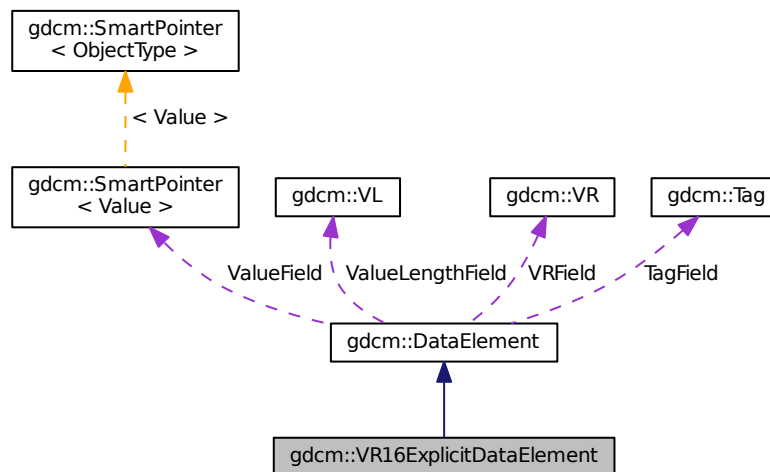 gdcm::SmartPointer
< ObjectType >
< Value >
gdcm::SmartPointer
< Value >
gdcm::VL
gdcm::VR
gdcm::Tag
ValueField
ValueLengthField
VRField
TagField
gdcm::DataElement
gdcm::VR16ExplicitDataElement